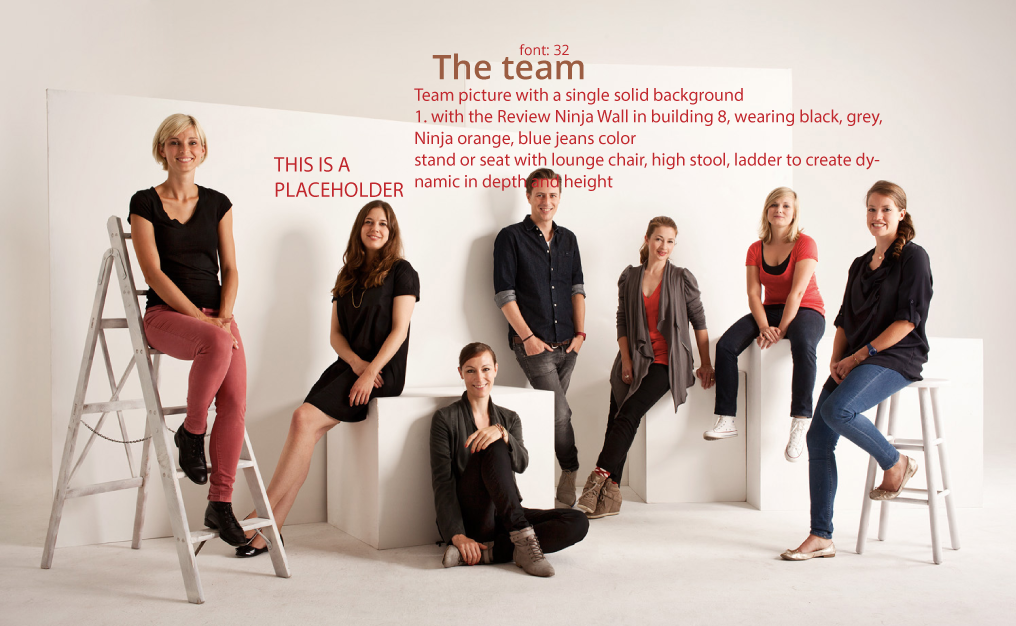 font: 32
The team
Team picture with a single solid background
1. with the Review Ninja Wall in building 8, wearing black, grey,
Ninja orange, blue jeans color
stand or seat with lounge chair, high stool, ladder to create dy-
namic in depth and height
THIS IS A
PLACEHOLDER